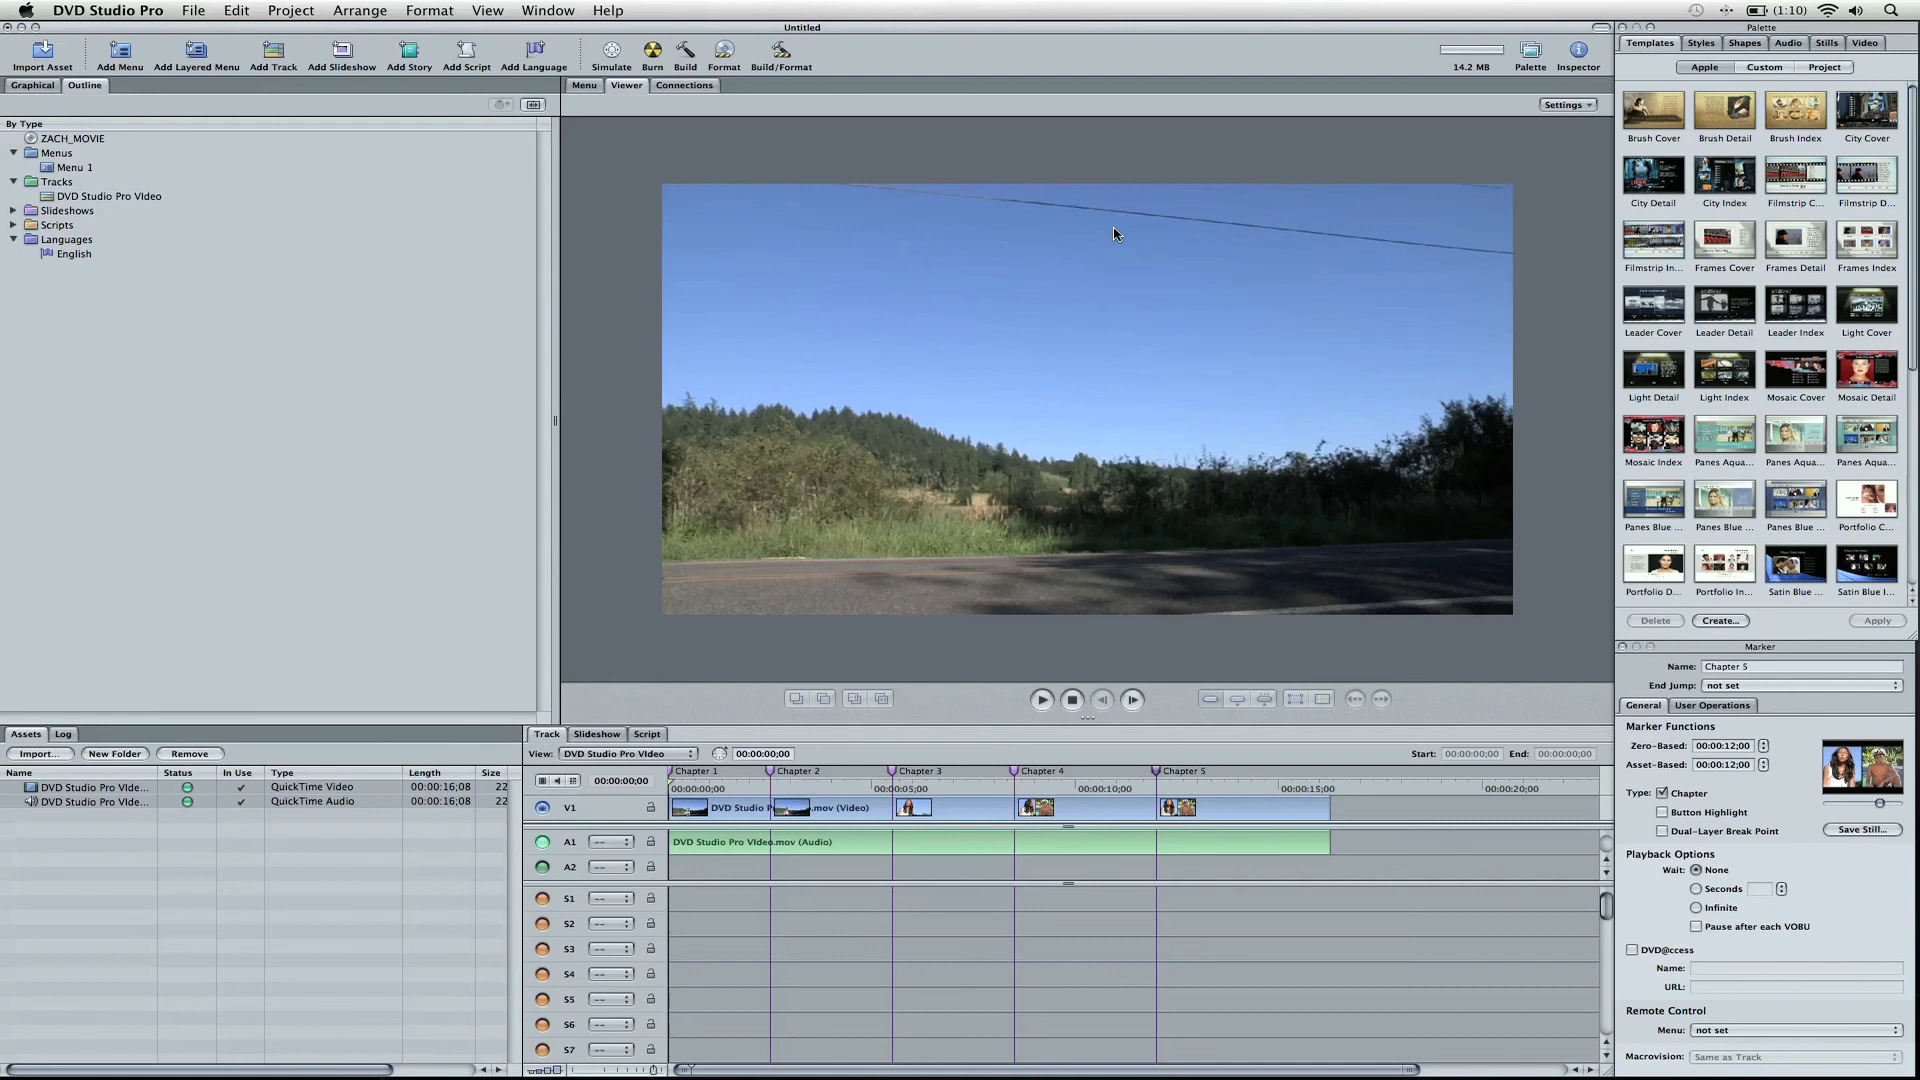 DVD Studio Pro File Edit Project Arrange Format View Window Help (1:10)
Untitled
Import Asset Add Menu Add Layered Menu Add Track Add Slideshow Add Story Add Script Add Language Simulate Burn Build Format Build/Format 14.2 MB Palette Inspector
Graphical Outline
By Type
ZACH_MOVIE
Menus
Menu 1
Tracks
DVD Studio Pro VIdeo
Slideshows
Scripts
Languages
English
Menu Viewer Connections
Settings
Palette
Templates Styles Shapes Audio Stills Video
Apple Custom Project
Brush Cover Brush Detail Brush Index City Cover
City Detail City Index Filmstrip C... Filmstrip D...
Filmstrip In... Frames Cover Frames Detail Frames Index
Leader Cover Leader Detail Leader Index Light Cover
Light Detail Light Index Mosaic Cover Mosaic Detail
Mosaic Index Panes Aqua... Panes Aqua... Panes Aqua...
Panes Blue ... Panes Blue ... Panes Blue ... Portfolio C...
Portfolio D... Portfolio In... Satin Blue ... Satin Blue I...
Delete Create... Apply
Marker
Name: Chapter 5
End Jump: not set
General User Operations
Marker Functions
Zero-Based: 00:00:12;00
Asset-Based: 00:00:12;00
Type: Chapter
Button Highlight
Dual-Layer Break Point
Save Still...
Playback Options
Wait: None
Seconds
Infinite
Pause after each VOBU
DVD@ccess
Name:
URL:
Remote Control
Menu: not set
Macrovision: Same as Track
Assets Log
Import... New Folder Remove
Name Status In Use Type Length Size
DVD Studio Pro VIde... QuickTime Video 00:00:16;08 22
DVD Studio Pro VIde... QuickTime Audio 00:00:16;08 22
Track Slideshow Script
View: DVD Studio Pro VIdeo 00:00:00;00 Start: 00:00:00;00 End: 00:00:00;00
Chapter 1 Chapter 2 Chapter 3 Chapter 4 Chapter 5
00:00:00;00 00:00:00;00 00:00:05;00 00:00:10;00 00:00:15;00 00:00:20;00
V1 DVD Studio P .mov (Video)
A1 -- DVD Studio Pro VIdeo.mov (Audio)
A2 --
S1 --
S2 --
S3 --
S4 --
S5 --
S6 --
S7 --